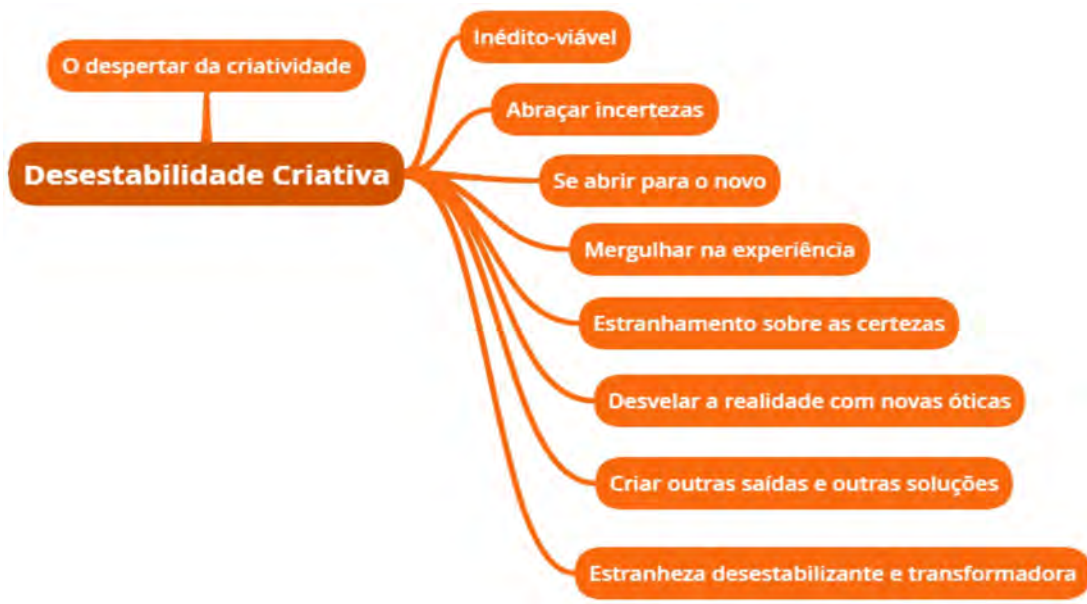 O despertar da criatividade
Desestabilidade Criativa
Inédito-viável
Abraçar incertezas
Se abrir para o novo
Mergulhar na experiência
Estranhamento sobre as certezas
Desvelar a realidade com novas óticas
Criar outras saídas e outras soluções
Estranheza desestabilizante e transformadora